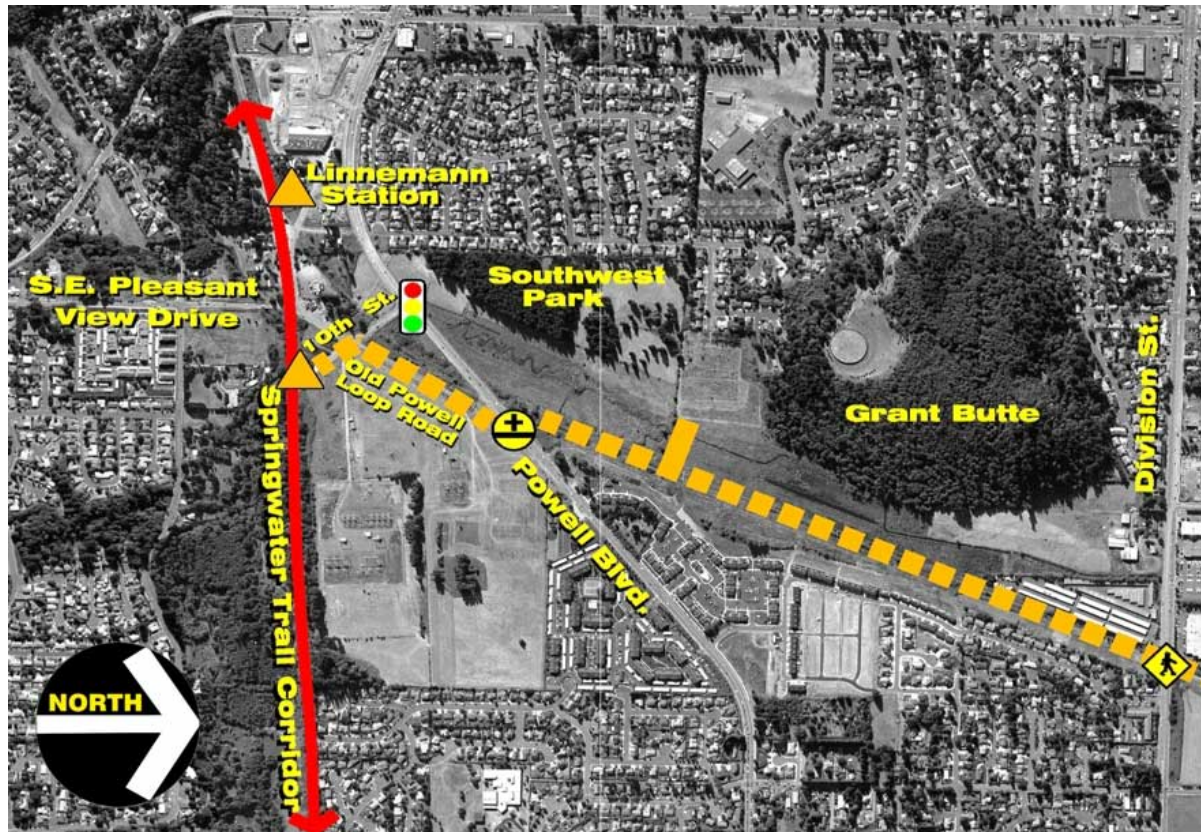 Linnemann
Station
S.E. Pleasant
View Drive
Southwest
Park
10th St.
Old Powell
Loop Road
Grant Butte
Division St.
Powell Blvd.
Springwater Trail Corridor
NORTH